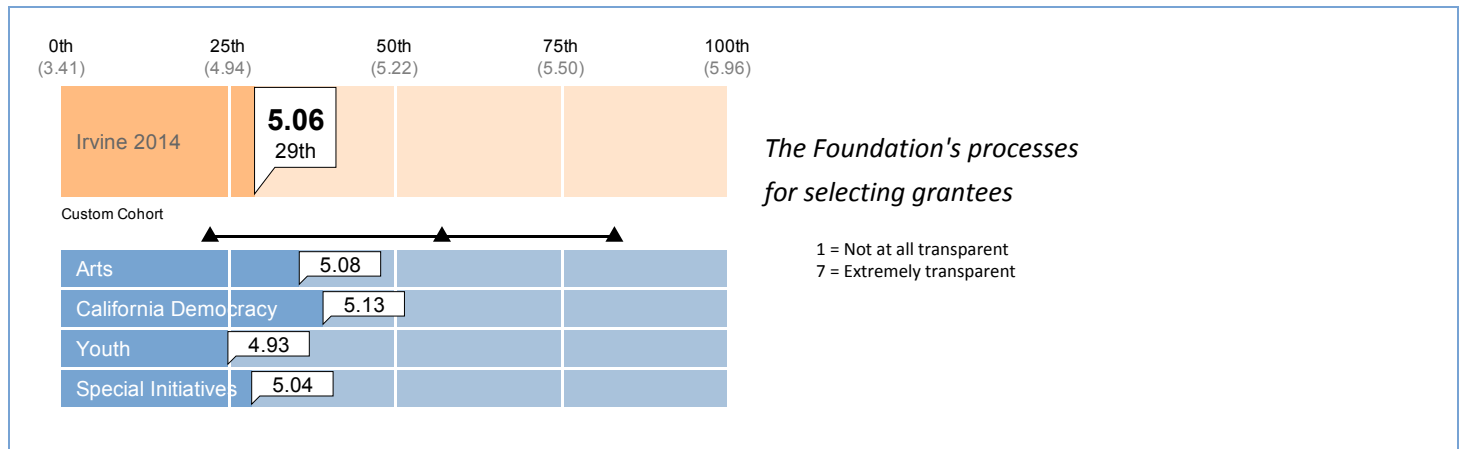 0th 25th 50th 75th 100th
(3.41) (4.94) (5.22) (5.50) (5.96)
Irvine 2014
5.06
29th
The Foundation's processes
for selecting grantees
1 = Not at all transparent
7 = Extremely transparent
Custom Cohort
Arts 5.08
California Democracy 5.13
Youth 4.93
Special Initiatives 5.04